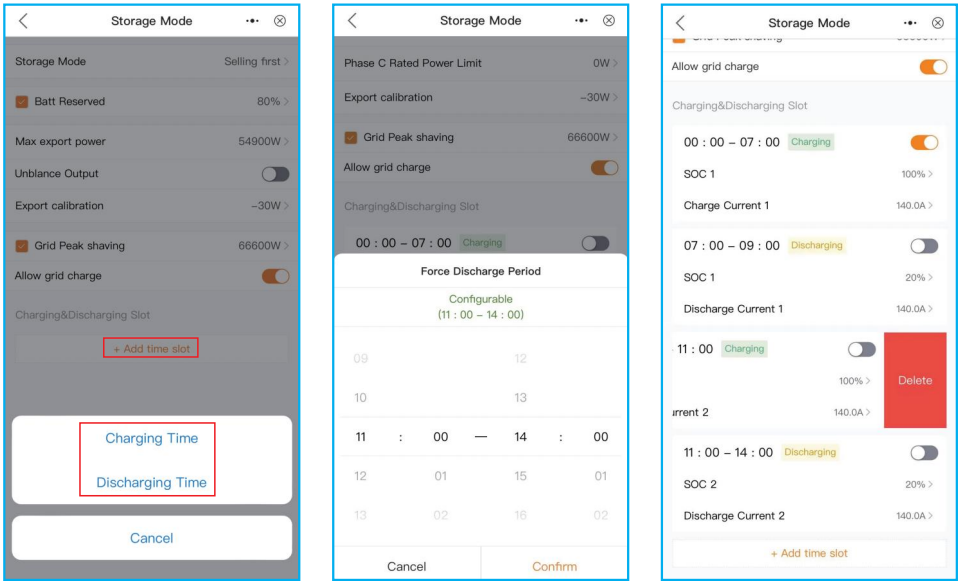 Storage Mode
Storage Mode Selling first >
Batt Reserved 80% >
Max export power 54900W >
Unblance Output
Export calibration -30W >
Grid Peak shaving 66600W >
Allow grid charge
Charging&Discharging Slot
+ Add time slot
Charging Time
Discharging Time
Cancel
Storage Mode
Phase C Rated Power Limit 0W >
Export calibration -30W >
Grid Peak shaving 66600W >
Allow grid charge
Charging&Discharging Slot
00 : 00 – 07 : 00 Charging
Force Discharge Period
Configurable
(11 : 00 – 14 : 00)
09 12
10 13
11 : 00 — 14 : 00
12 01 15 01
13 02 16 02
Cancel Confirm
Storage Mode
Grid Peak shaving
Allow grid charge
Charging&Discharging Slot
00 : 00 – 07 : 00 Charging
SOC 1 100% >
Charge Current 1 140.0A >
07 : 00 – 09 : 00 Discharging
SOC 1 20% >
Discharge Current 1 140.0A >
11 : 00 Charging
100% > Delete
urrent 2 140.0A >
11 : 00 – 14 : 00 Discharging
SOC 2 20% >
Discharge Current 2 140.0A >
+ Add time slot